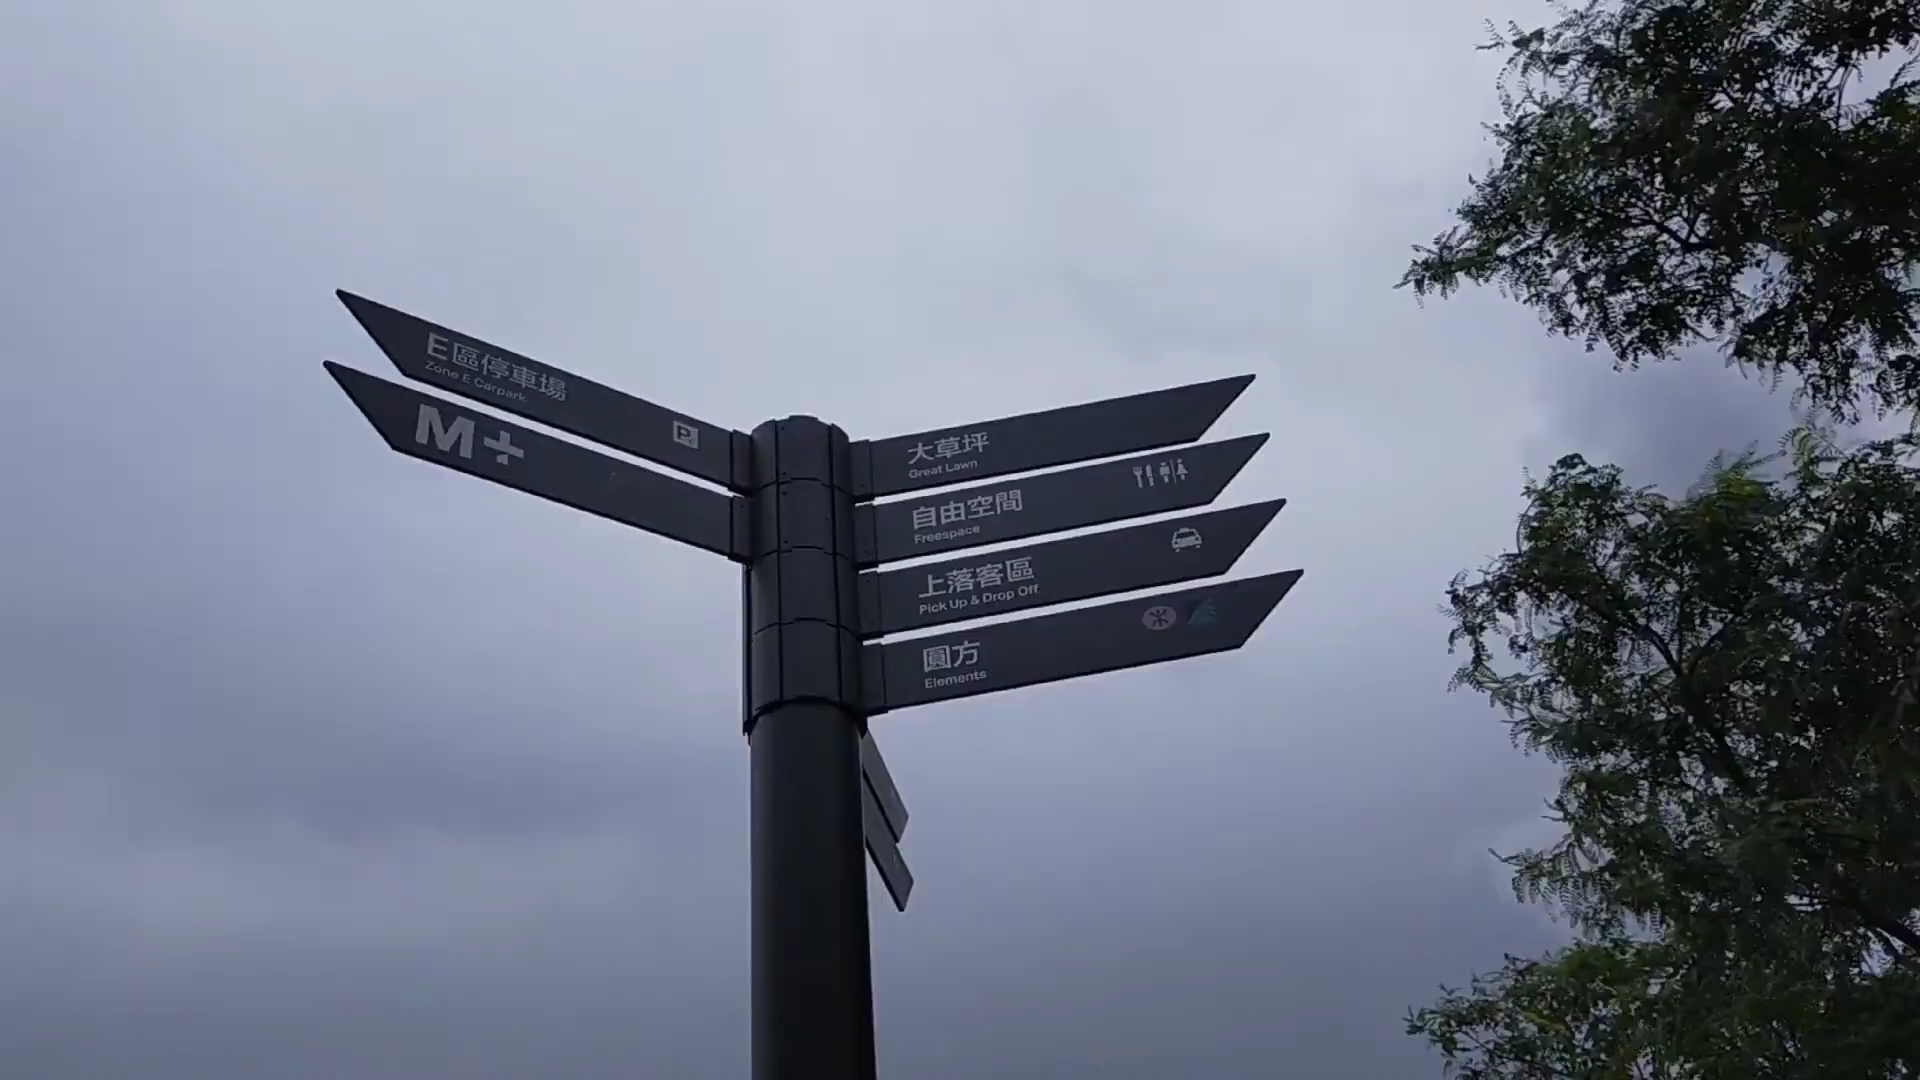 E區停車場
Zone E Carpark
P
M+
大草坪
Great Lawn
自由空間
Freespace
上落客區
Pick Up & Drop Off
圓方
Elements